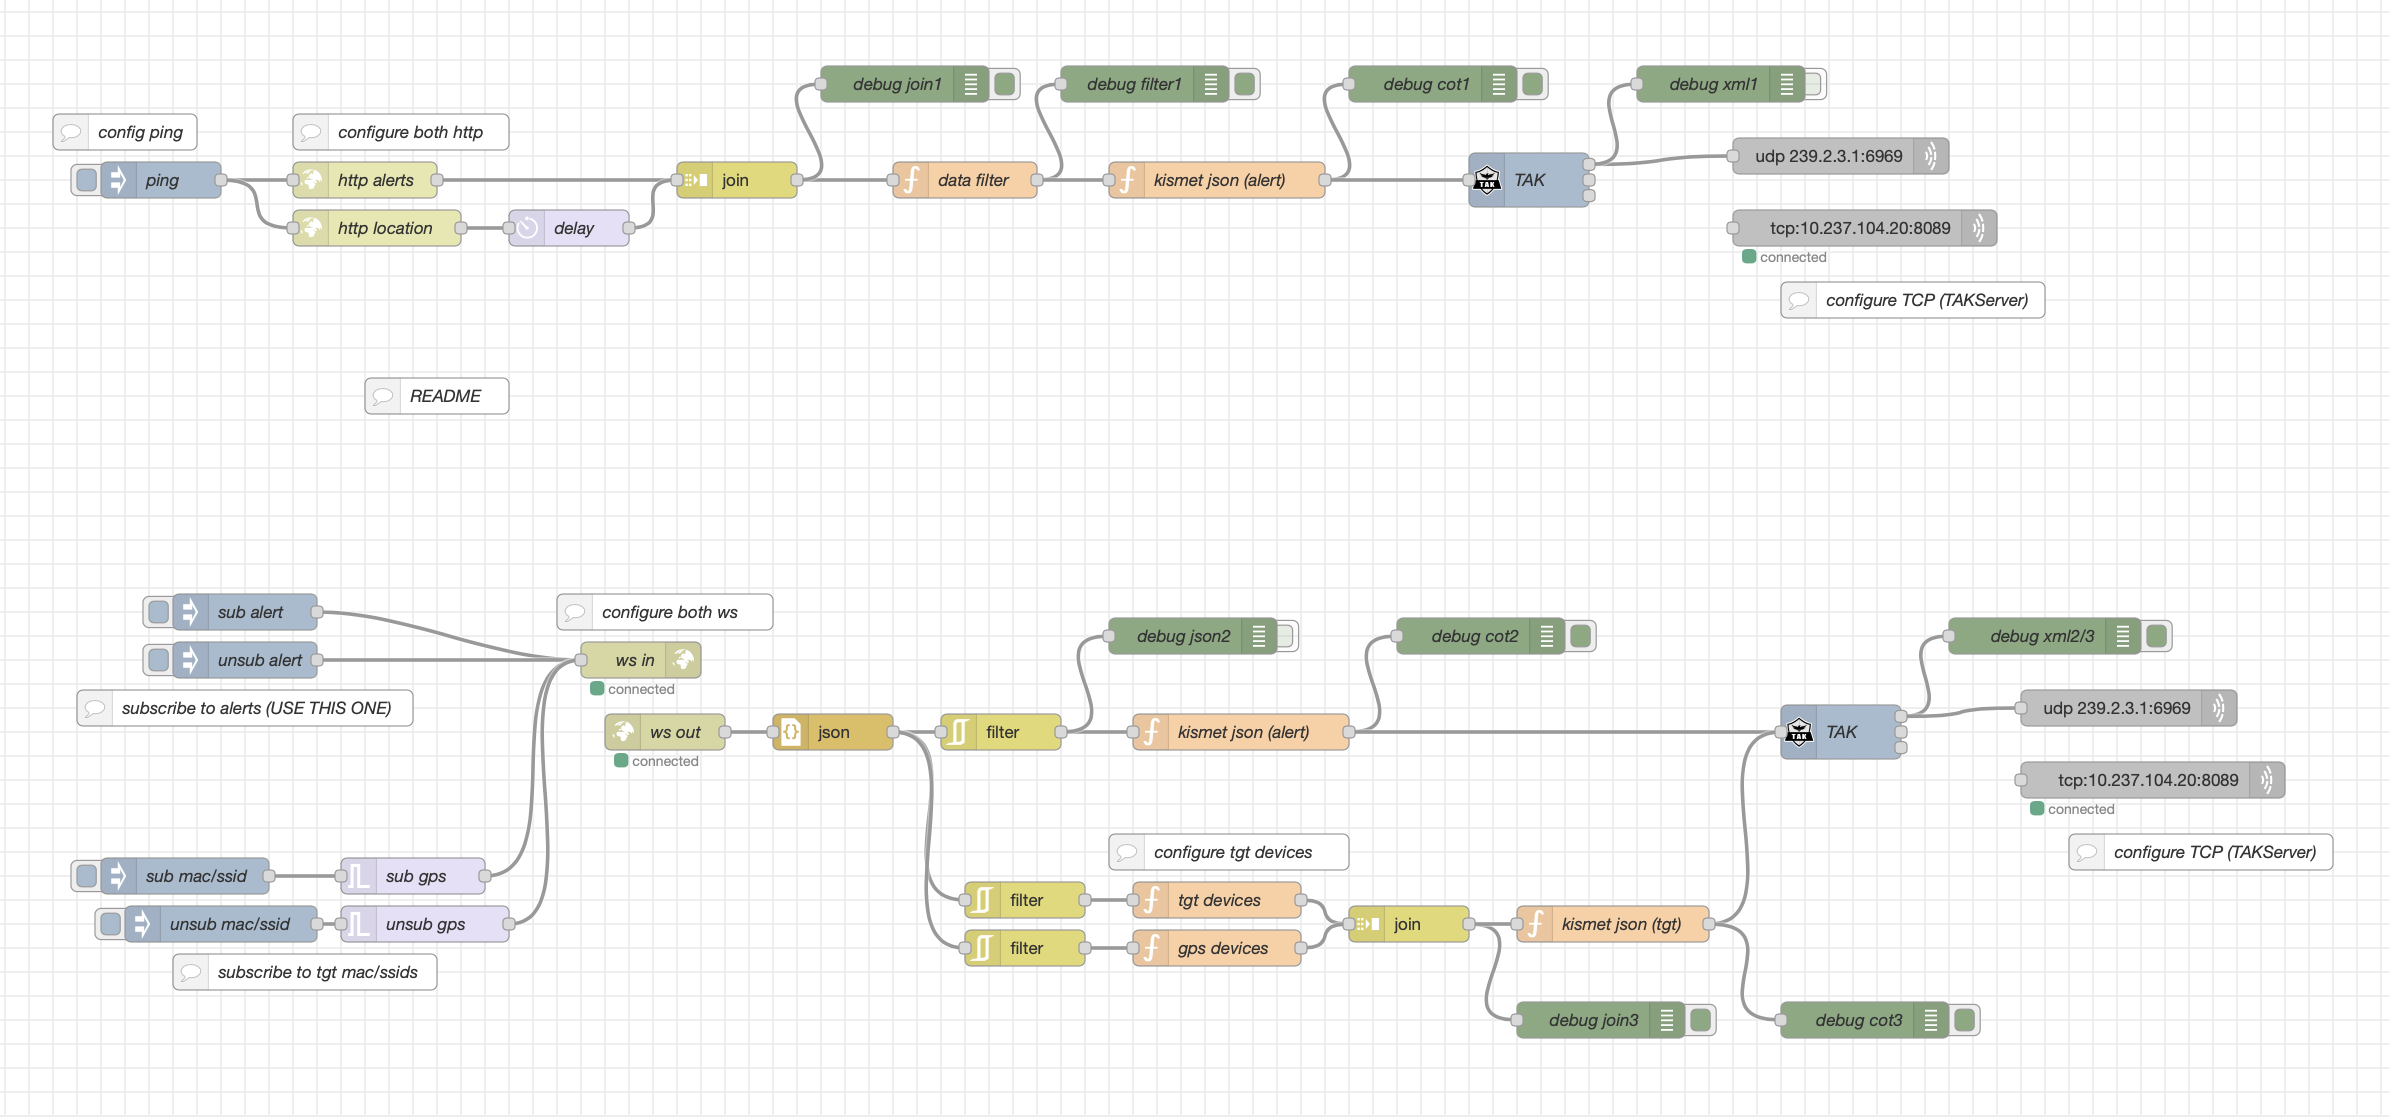 debug join1
debug filter1
debug cot1
debug xml1
config ping
configure both http
udp 239.2.3.1:6969
ping
http alerts
join
data filter
kismet json (alert)
TAK
TAK
http location
delay
tcp:10.237.104.20:8089
connected
configure TCP (TAKServer)
README
sub alert
configure both ws
debug json2
debug cot2
debug xml2/3
unsub alert
ws in
connected
subscribe to alerts (USE THIS ONE)
udp 239.2.3.1:6969
ws out
json
filter
kismet json (alert)
TAK
TAK
connected
tcp:10.237.104.20:8089
connected
configure tgt devices
configure TCP (TAKServer)
sub mac/ssid
sub gps
filter
tgt devices
unsub mac/ssid
unsub gps
join
kismet json (tgt)
filter
gps devices
subscribe to tgt mac/ssids
debug join3
debug cot3